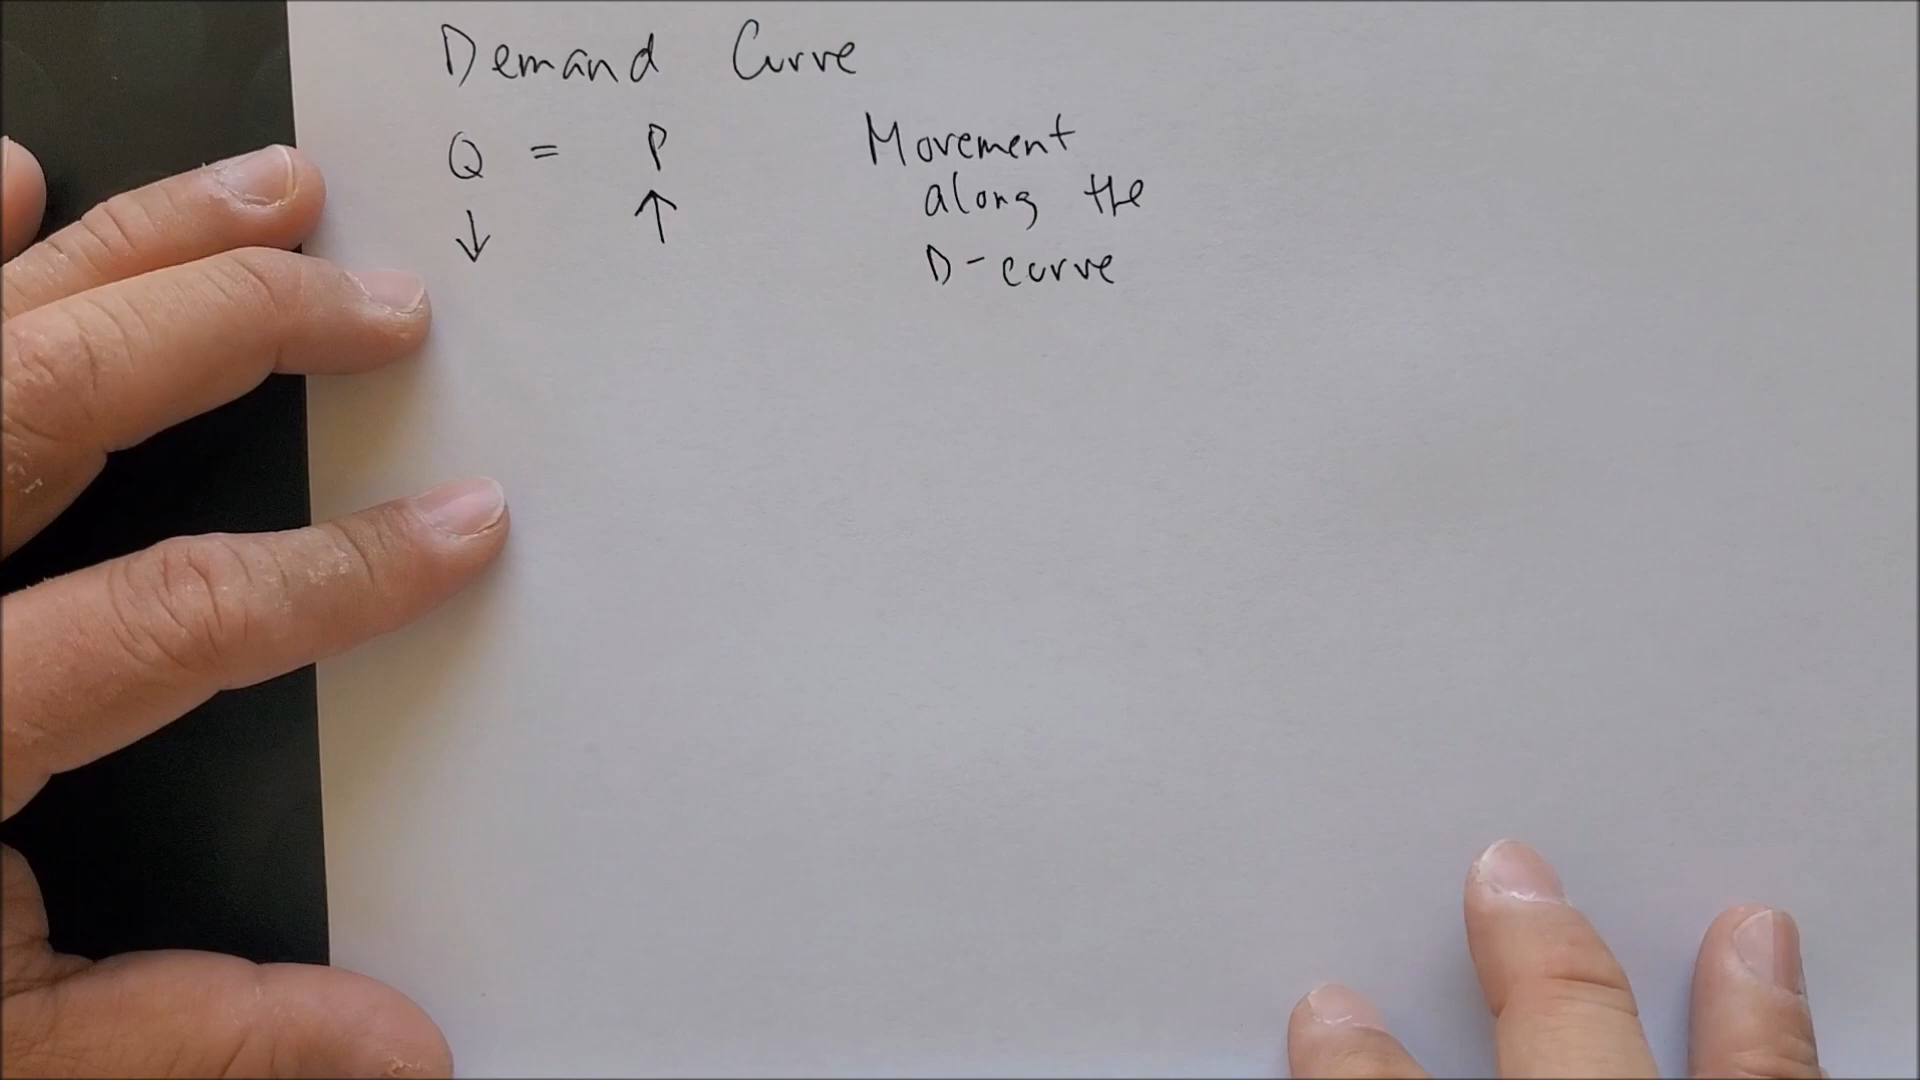 Demand Curve
Q = P
↓ ↑
Movement
along the
D-curve